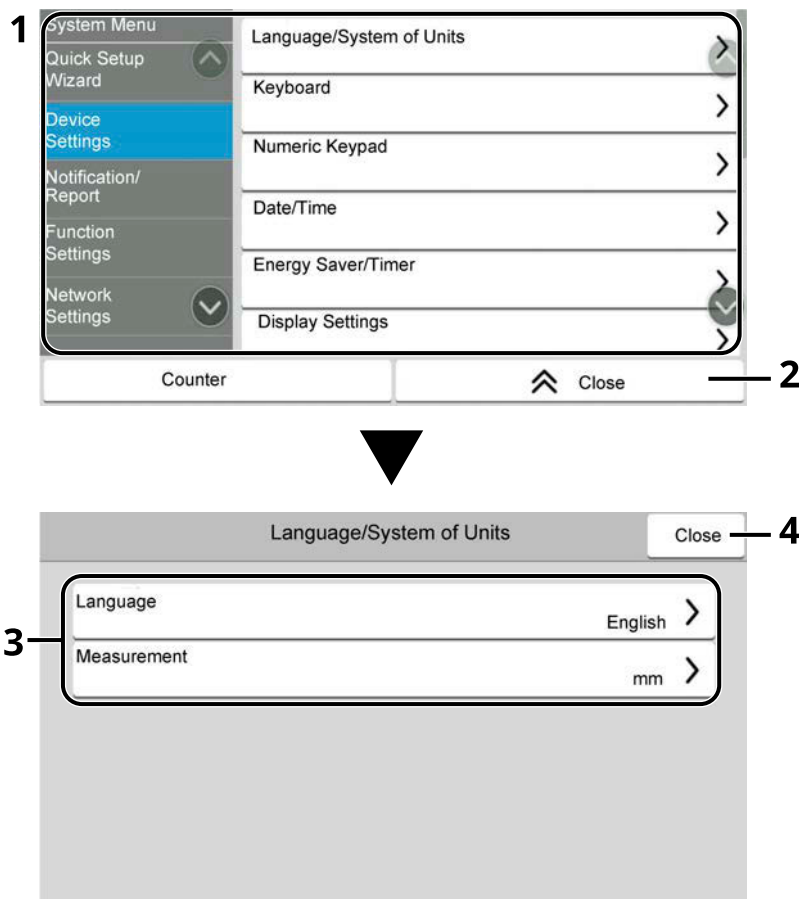 1
System Menu
Quick Setup
Wizard
Device
Settings
Notification/
Report
Function
Settings
Network
Settings
Language/System of Units
Keyboard
Numeric Keypad
Date/Time
Energy Saver/Timer
Display Settings
Counter
Close
2
Language/System of Units
Close
4
3
Language
English
Measurement
mm